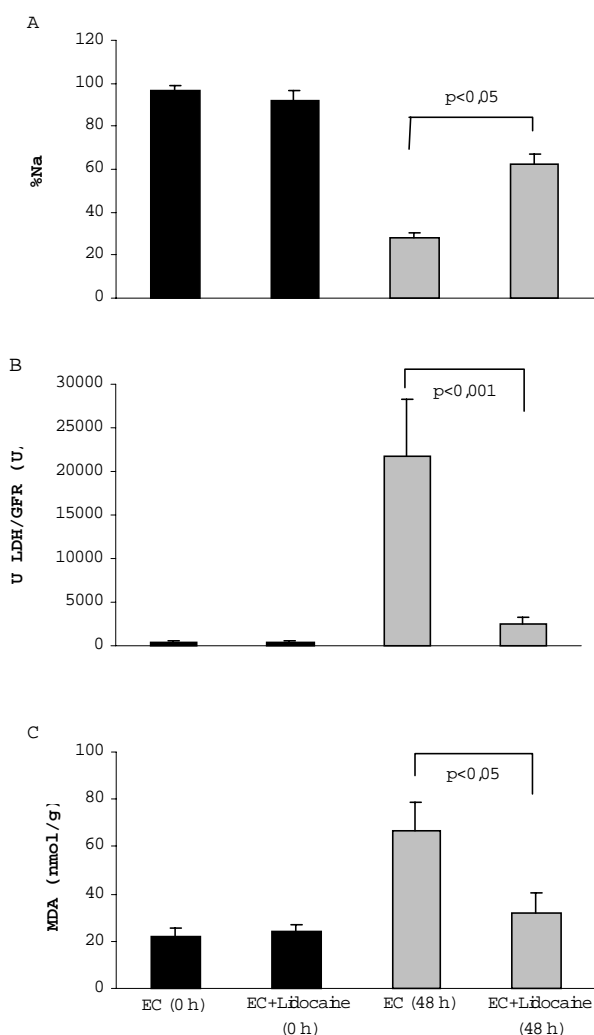 A
120
100
80
60
40
20
0
%Na
p<0,05
B
30000
25000
20000
15000
10000
5000
0
U LDH/GFR (U,
p<0,001
C
100
80
60
40
20
0
MDA (nmol/g)
p<0,05
EC (0 h)
EC+Lidocaine
(0 h)
EC (48 h)
EC+Lidocaine
(48 h)